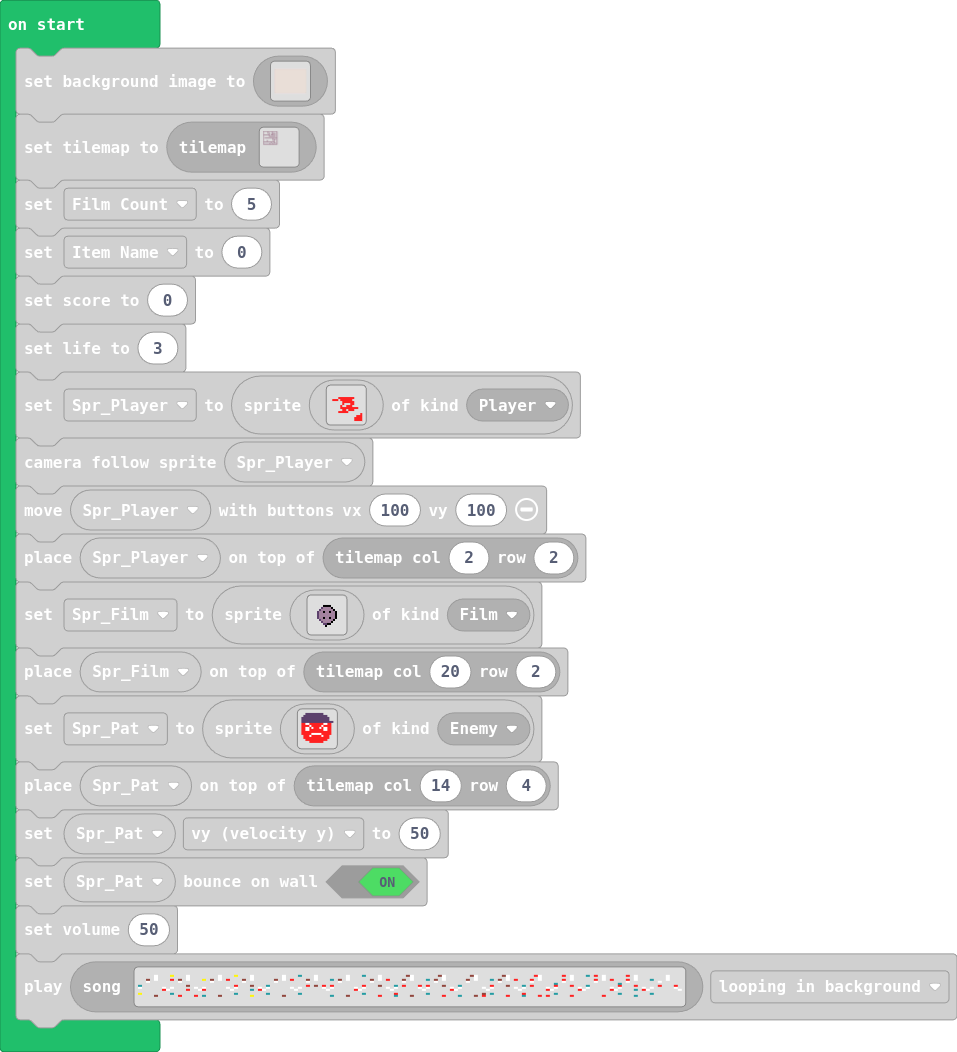 on start
set background image to
set tilemap to tilemap
set Film Count to 5
set Item Name to 0
set score to 0
set life to 3
set Spr_Player to sprite of kind Player
camera follow sprite Spr_Player
move Spr_Player with buttons vx 100 vy 100
place Spr_Player on top of tilemap col 2 row 2
set Spr_Film to sprite of kind Film
place Spr_Film on top of tilemap col 20 row 2
set Spr_Pat to sprite of kind Enemy
place Spr_Pat on top of tilemap col 14 row 4
set Spr_Pat vy (velocity y) to 50
set Spr_Pat bounce on wall ON
set volume 50
play song looping in background